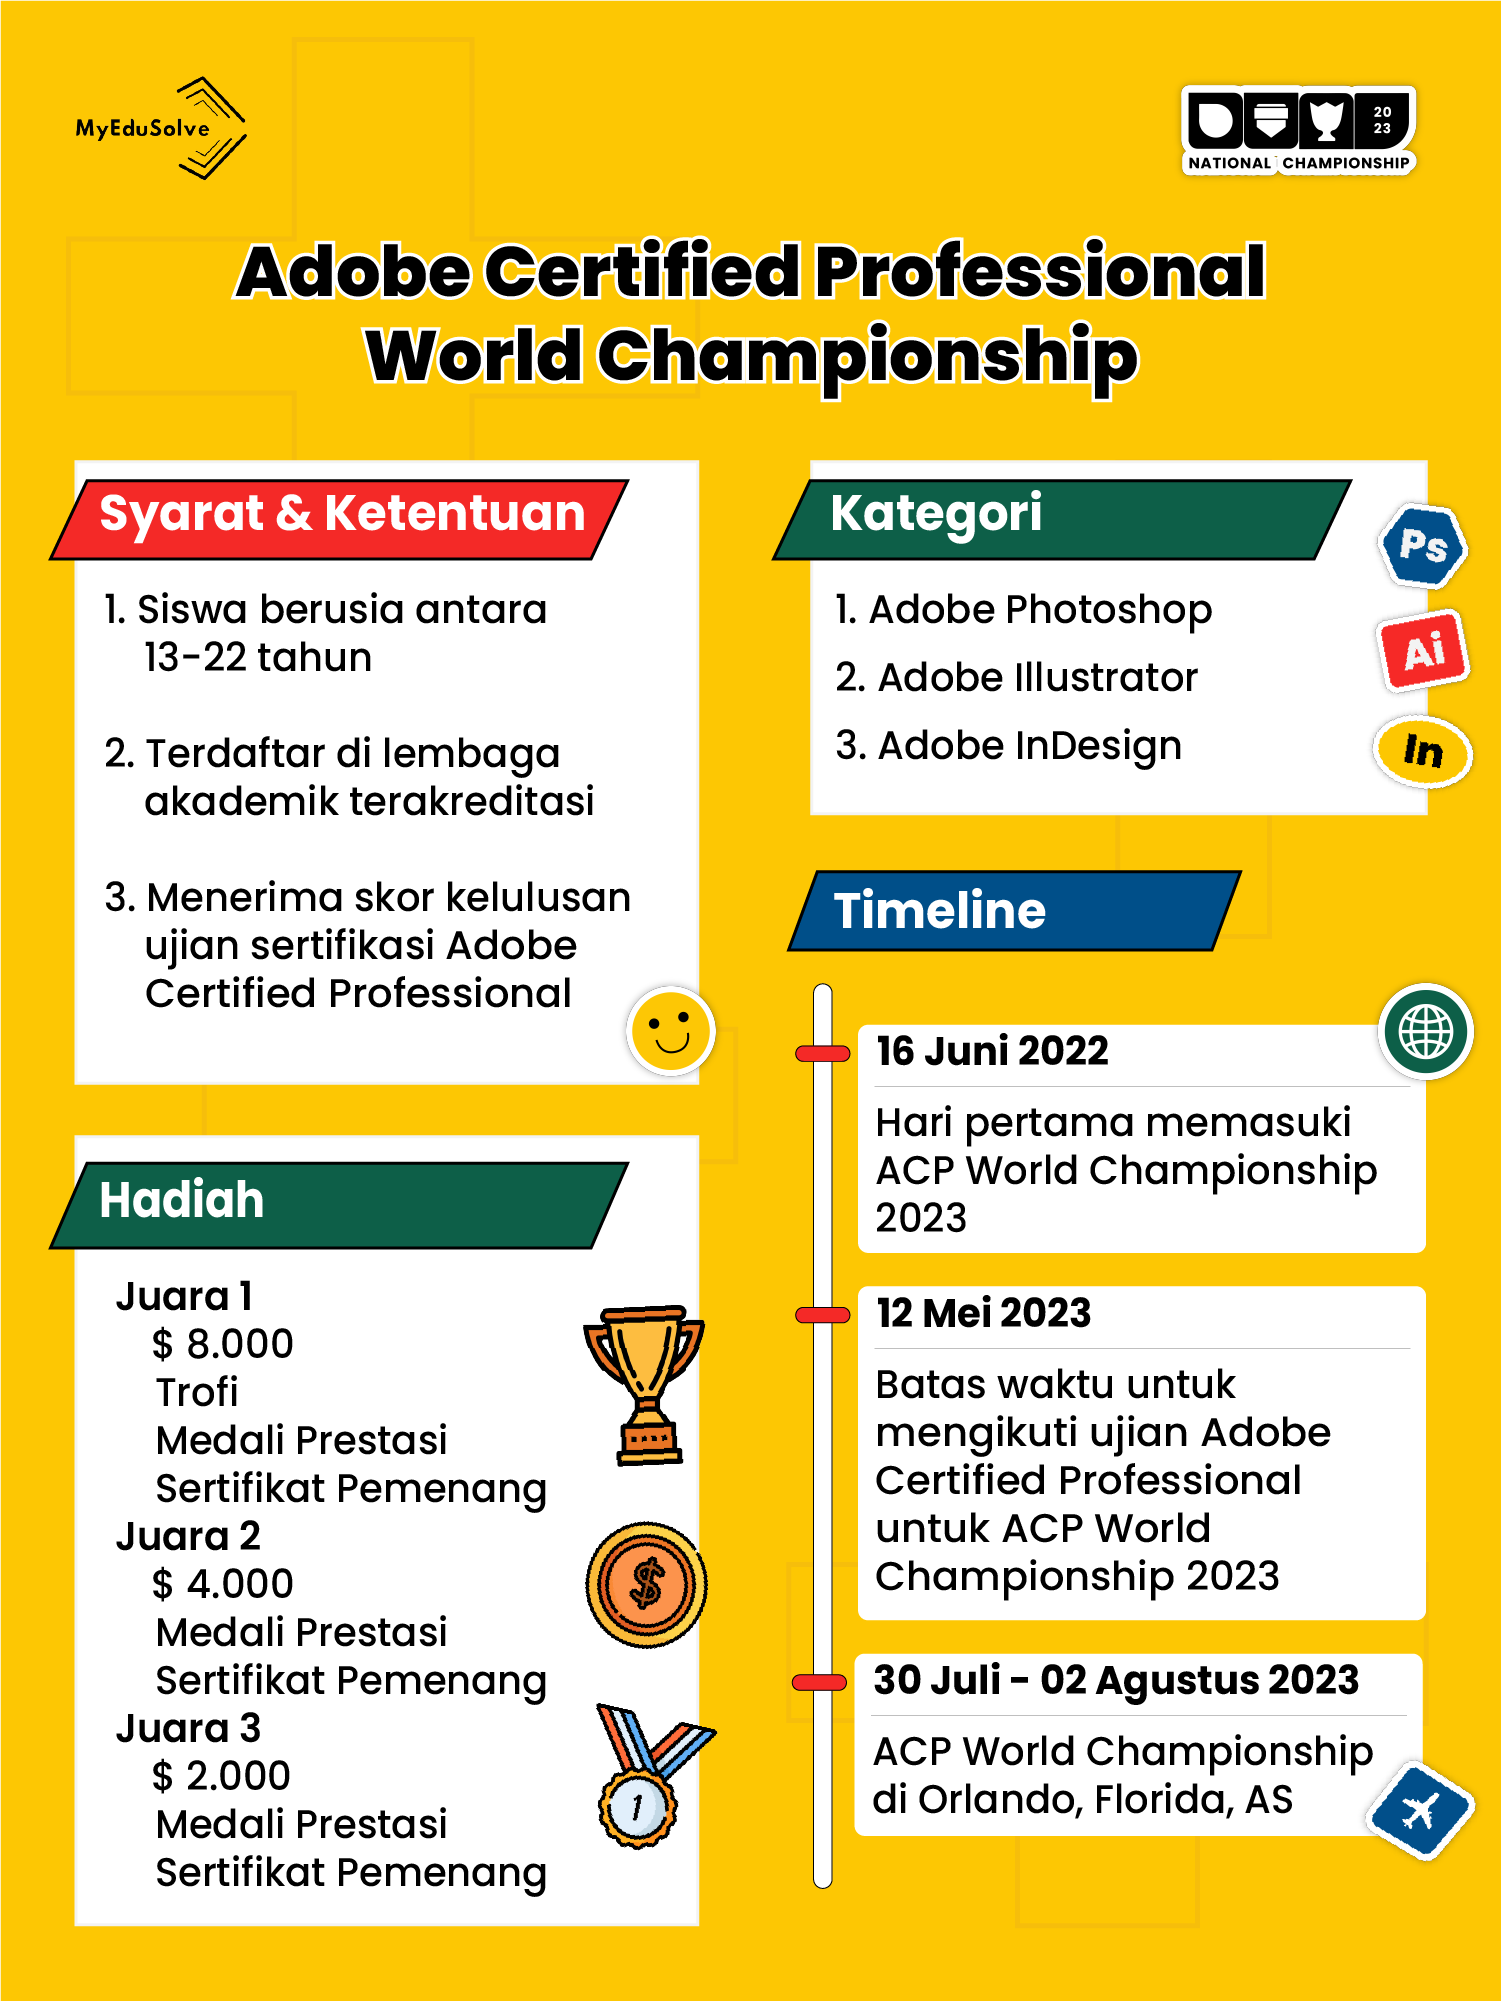 MyEduSolve
20
23
NATIONAL CHAMPIONSHIP
Adobe Certified Professional
World Championship
Syarat & Ketentuan
1. Siswa berusia antara
13-22 tahun
2. Terdaftar di lembaga
akademik terakreditasi
3. Menerima skor kelulusan
ujian sertifikasi Adobe
Certified Professional
Hadiah
Juara 1
$ 8.000
Trofi
Medali Prestasi
Sertifikat Pemenang
Juara 2
$ 4.000
Medali Prestasi
Sertifikat Pemenang
Juara 3
$ 2.000
Medali Prestasi
Sertifikat Pemenang
$
1
Kategori
1. Adobe Photoshop
2. Adobe Illustrator
3. Adobe InDesign
Ps
Ai
In
Timeline
16 Juni 2022
Hari pertama memasuki
ACP World Championship
2023
12 Mei 2023
Batas waktu untuk
mengikuti ujian Adobe
Certified Professional
untuk ACP World
Championship 2023
30 Juli - 02 Agustus 2023
ACP World Championship
di Orlando, Florida, AS